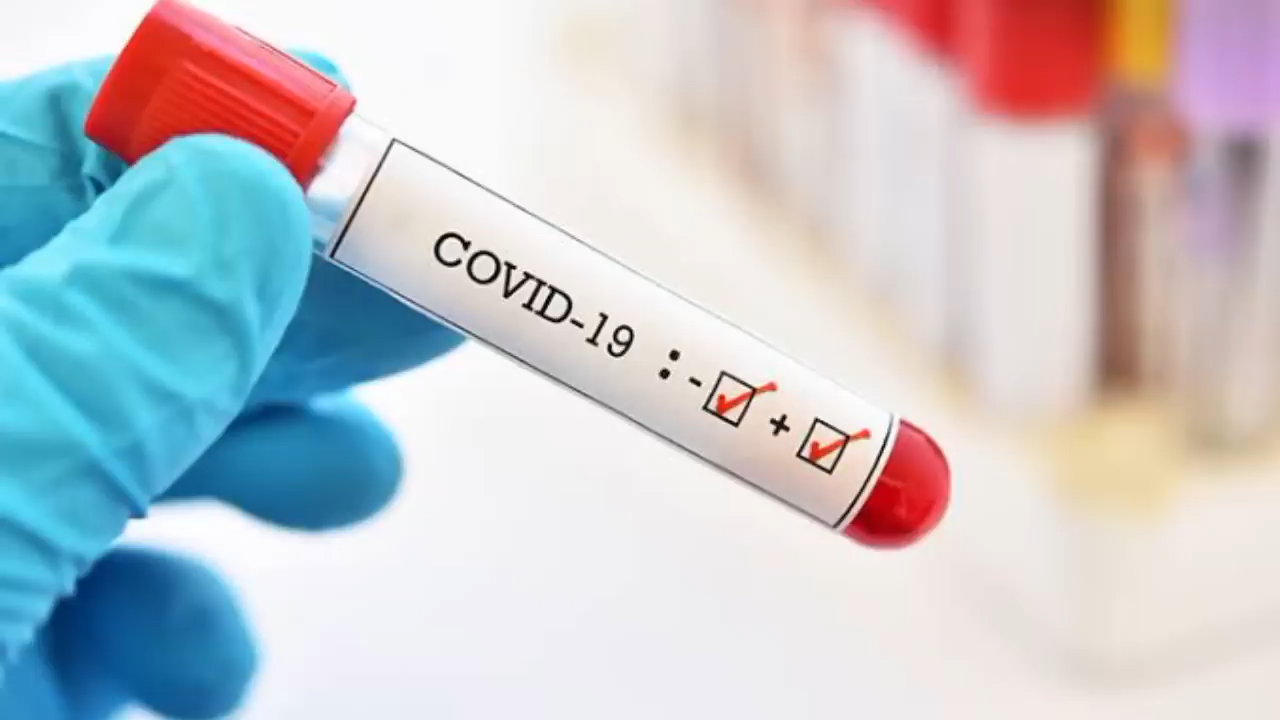 COVID-19 : - ☑ + ☑